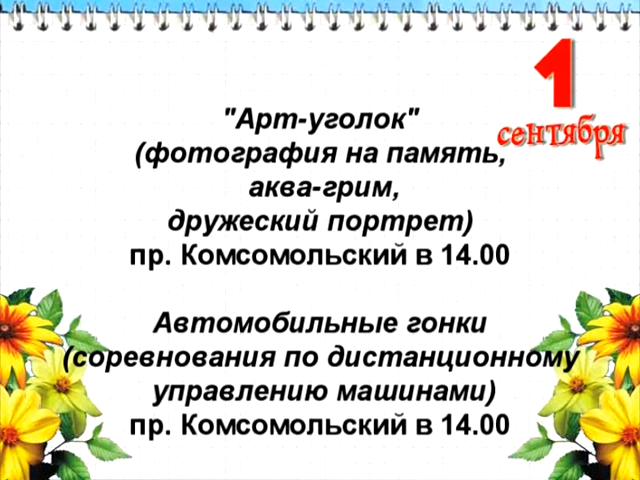 1
сентября
"Арт-уголок"
(фотография на память,
аква-грим,
дружеский портрет)
пр. Комсомольский в 14.00
Автомобильные гонки
(соревнования по дистанционному
управлению машинами)
пр. Комсомольский в 14.00